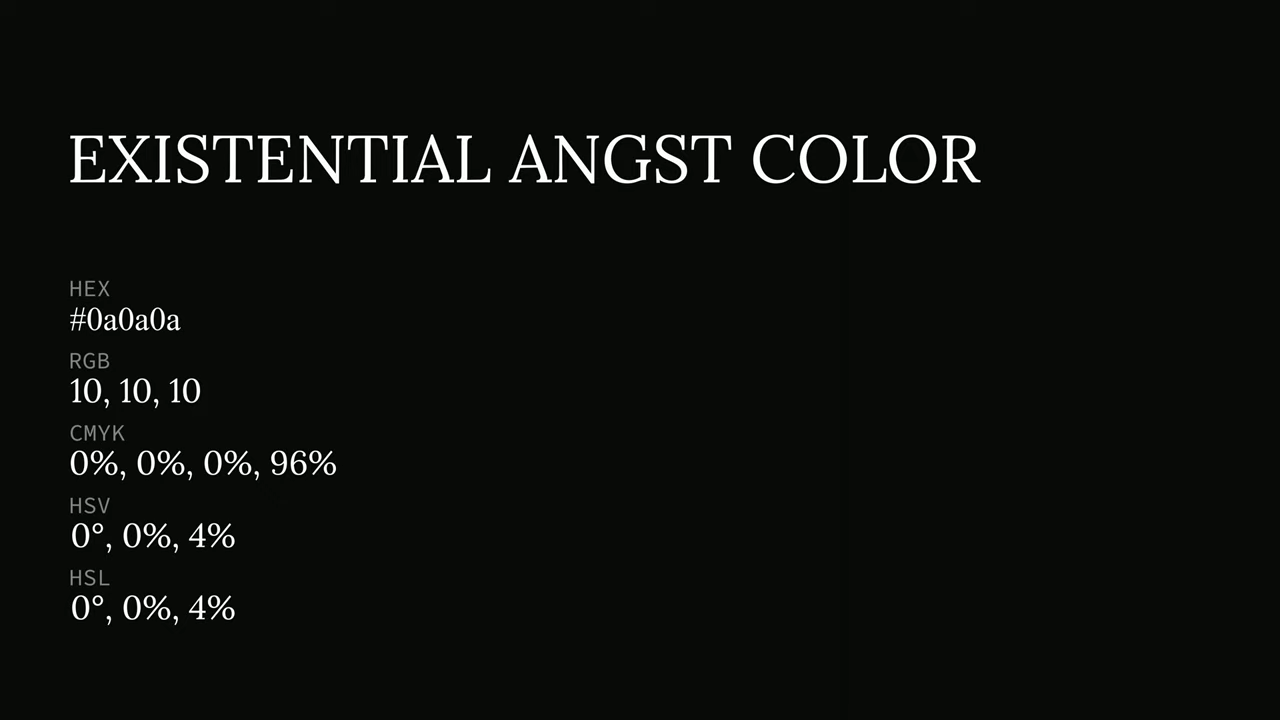 EXISTENTIAL ANGST COLOR
HEX
#0a0a0a
RGB
10, 10, 10
CMYK
0%, 0%, 0%, 96%
HSV
0°, 0%, 4%
HSL
0°, 0%, 4%